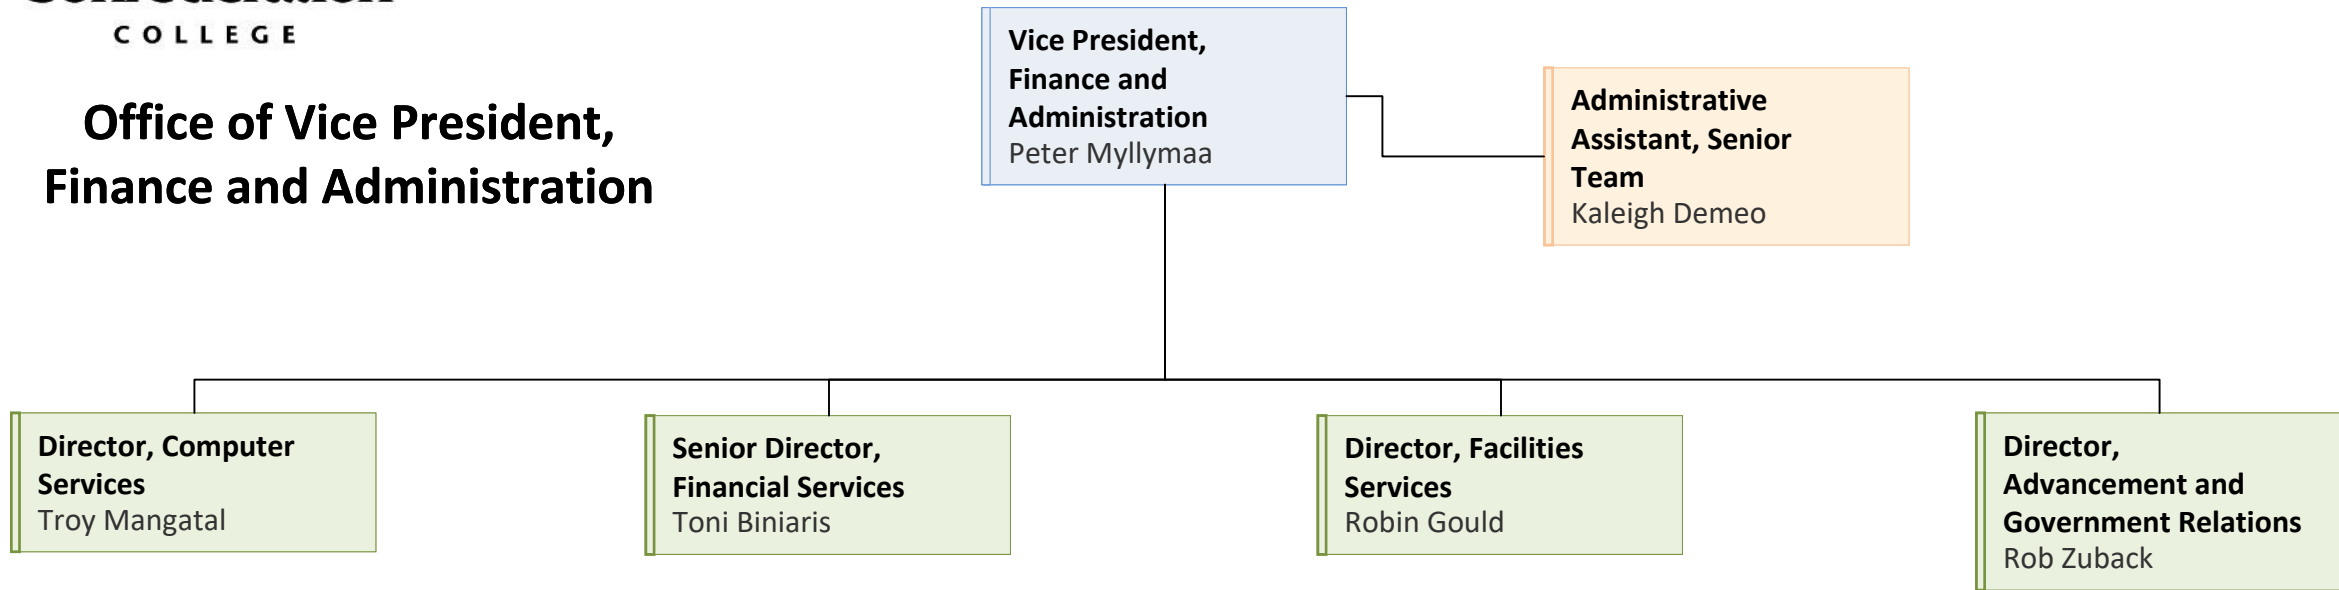 COLLEGE
Office of Vice President,
Finance and Administration
Vice President,
Finance and
Administration
Peter Myllymaa
Administrative
Assistant, Senior
Team
Kaleigh Demeo
Director, Computer
Services
Troy Mangatal
Senior Director,
Financial Services
Toni Biniaris
Director, Facilities
Services
Robin Gould
Director,
Advancement and
Government Relations
Rob Zuback